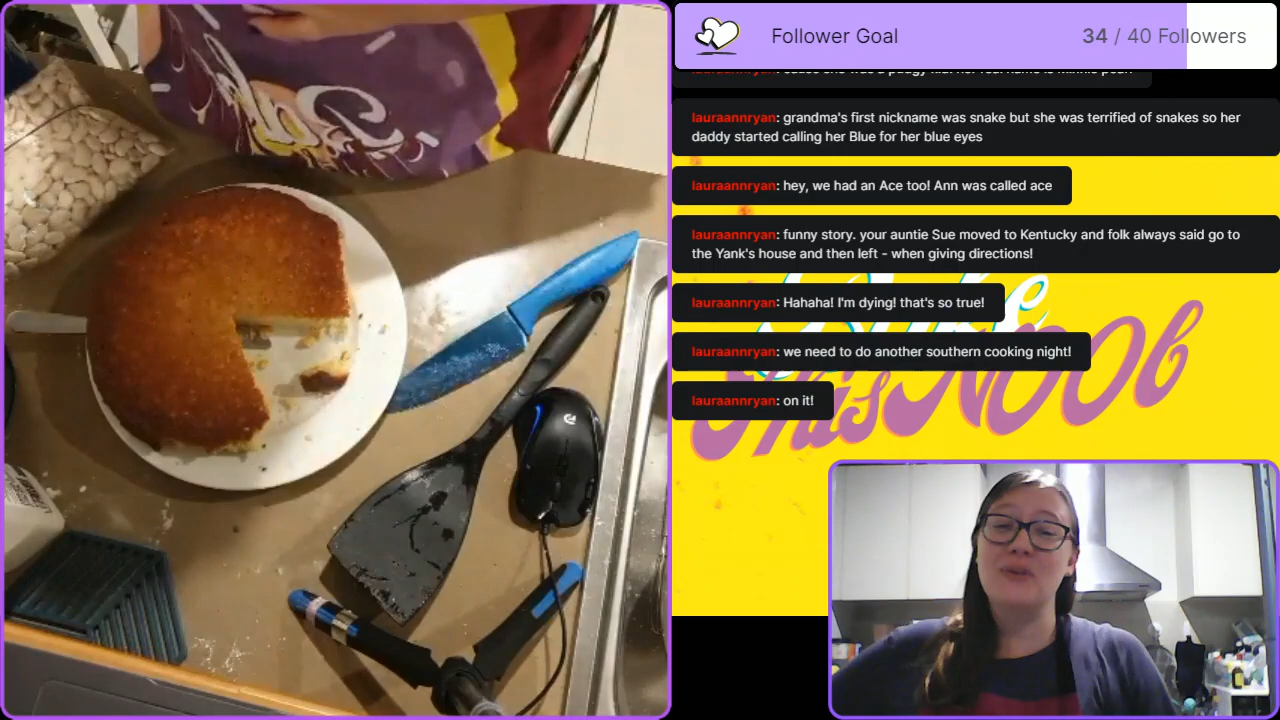 Follower Goal
34 / 40 Followers
lauraannryan: grandma's first nickname was snake but she was terrified of snakes so her
daddy started calling her Blue for her blue eyes
lauraannryan: hey, we had an Ace too! Ann was called ace
lauraannryan: funny story. your auntie Sue moved to Kentucky and folk always said go to
the Yank's house and then left - when giving directions!
lauraannryan: Hahaha! I'm dying! that's so true!
lauraannryan: we need to do another southern cooking night!
lauraannryan: on it!
This NOOb